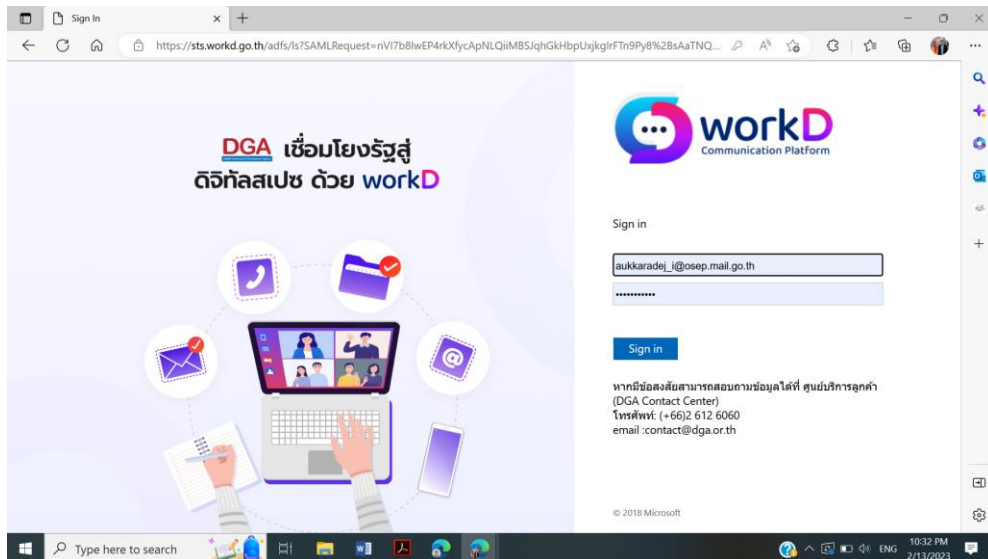 Sign In
https://sts.workd.go.th/adfs/ls?SAMLRequest=nVI7b8IwEP4rkXfycApNLQiiMBSJqhGkHbpUxjkgIrFTn9Py8%2BsAaTNQ...
DGA เชื่อมโยงรัฐสู่
ดิจิทัลสเปซ ด้วย workD
workD
Communication Platform
Sign in
aukkaradej_i@osep.mail.go.th
•••••••••••
Sign in
หากมีข้อสงสัยสามารถสอบถามข้อมูลได้ที่ ศูนย์บริการลูกค้า
(DGA Contact Center)
โทรศัพท์: (+66)2 612 6060
email :contact@dga.or.th
© 2018 Microsoft
Type here to search
ENG
10:32 PM
2/13/2023